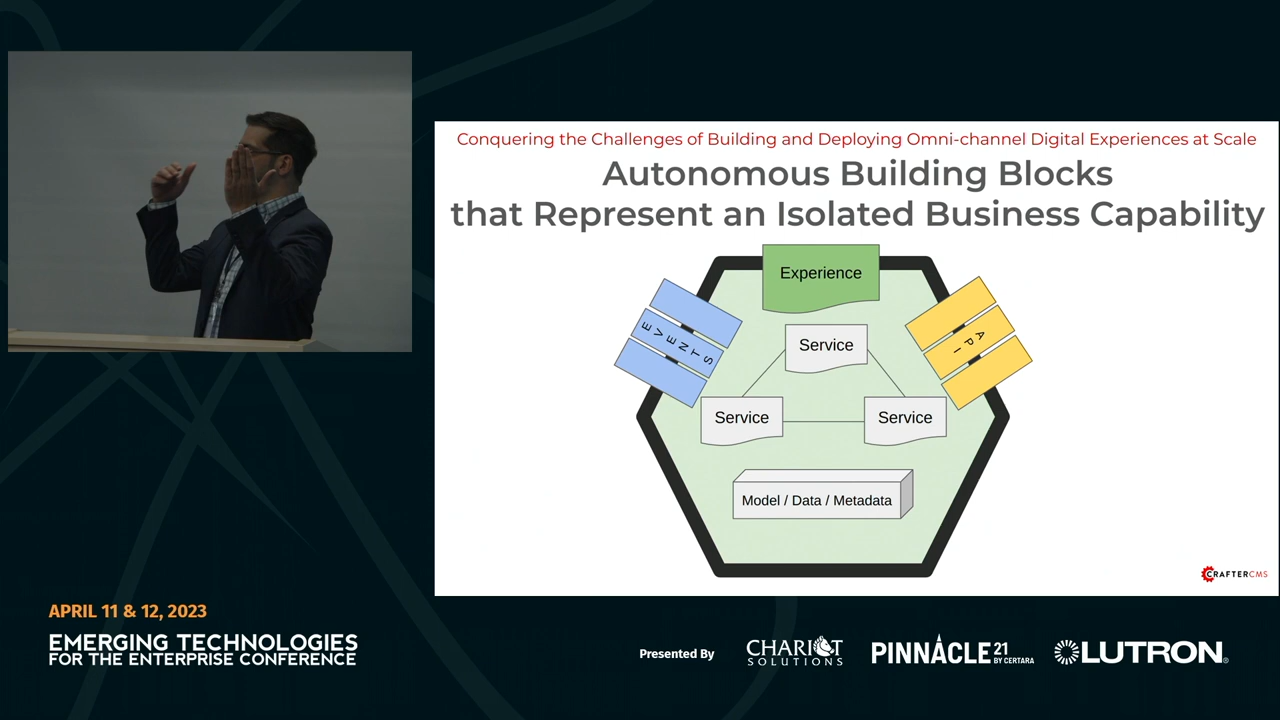 Conquering the Challenges of Building and Deploying Omni-channel Digital Experiences at Scale
Autonomous Building Blocks
that Represent an Isolated Business Capability
Experience
EVENTS
API
Service
Service
Service
Model / Data / Metadata
CRAFTERCMS
APRIL 11 & 12, 2023
EMERGING TECHNOLOGIES
FOR THE ENTERPRISE CONFERENCE
Presented By
CHARIOT
SOLUTIONS
PINNACLE 21
BY CERTARA
LUTRON®